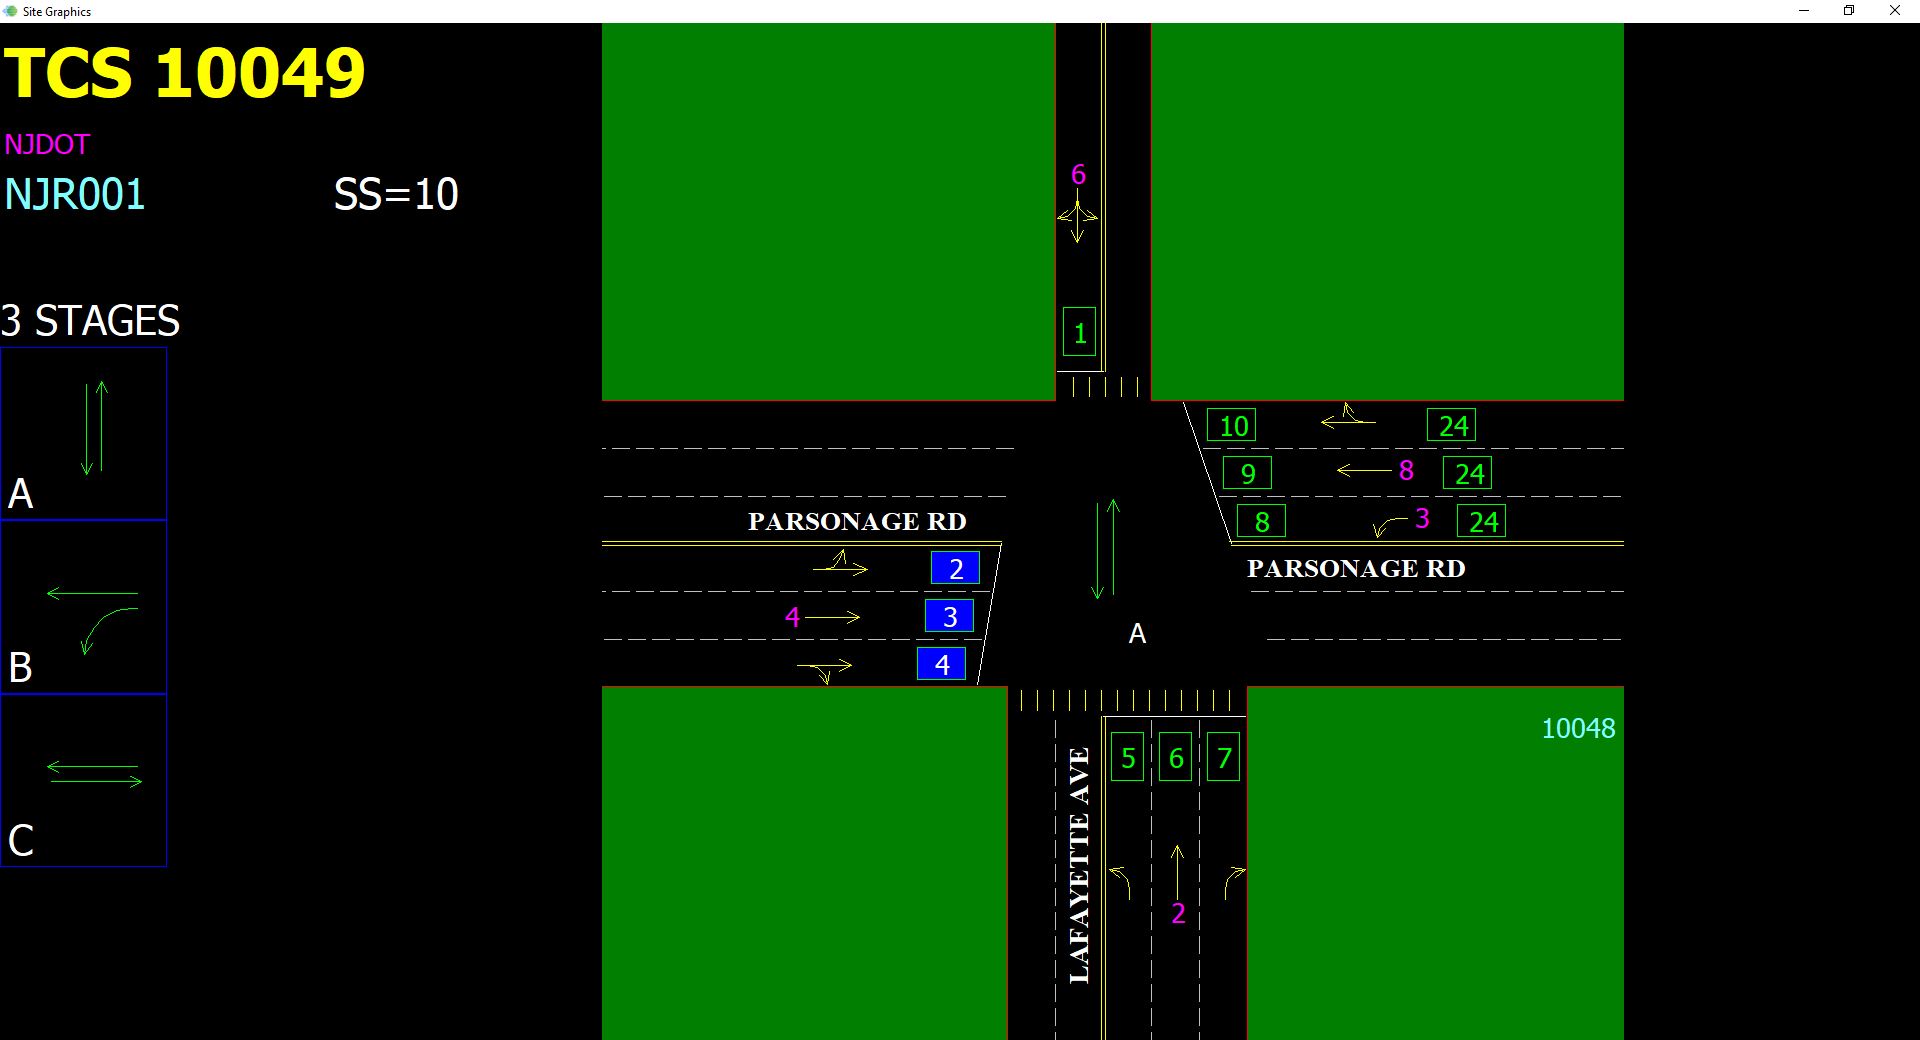 Site Graphics
TCS 10049
NJDOT
NJR001 SS=10
3 STAGES
A
B
C
6
1
10 24
9 8 24
8 3 24
PARSONAGE RD
PARSONAGE RD
2
4 3
4
A
10048
5 6 7
LAFAYETTE AVE
2